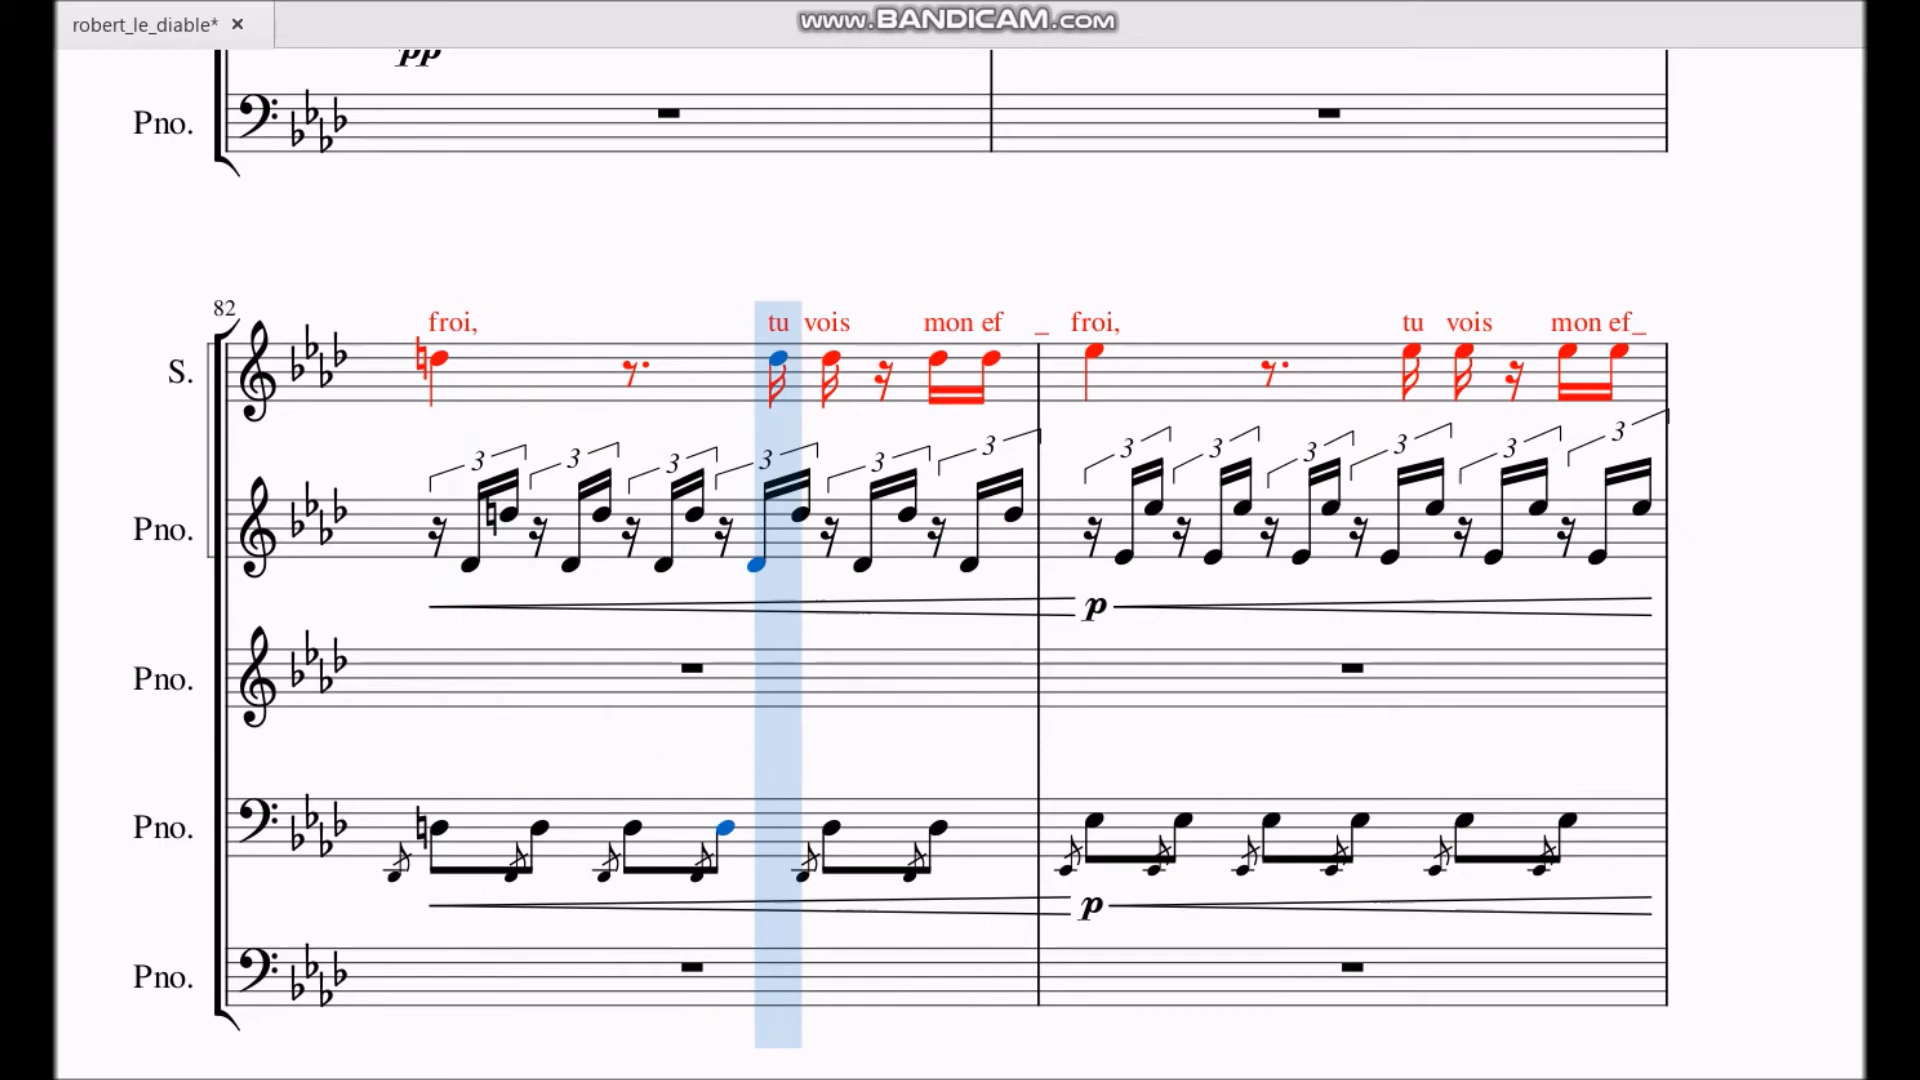 robert_le_diable*
www.BANDICAM.com
pp
Pno.
82
froi, tu vois mon ef _ froi, tu vois mon ef_
S.
3 3 3 3 3 3 3 3 3 3 3 3
Pno.
p
Pno.
Pno.
p
Pno.